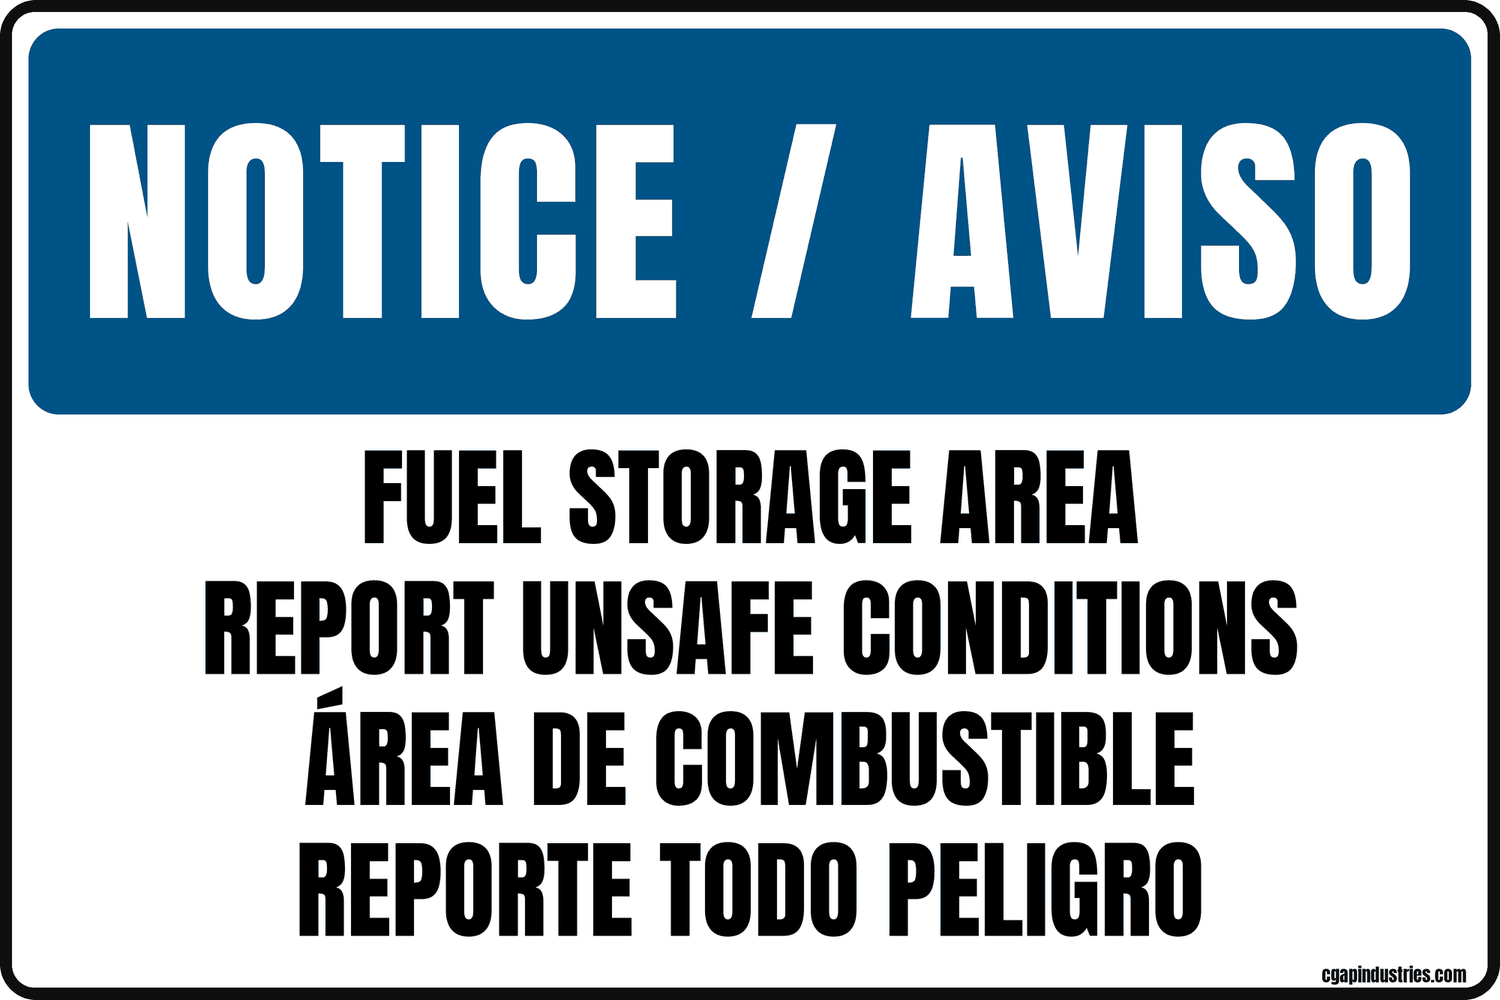 NOTICE / AVISO
FUEL STORAGE AREA
REPORT UNSAFE CONDITIONS
ÁREA DE COMBUSTIBLE
REPORTE TODO PELIGRO
cgapindustries.com